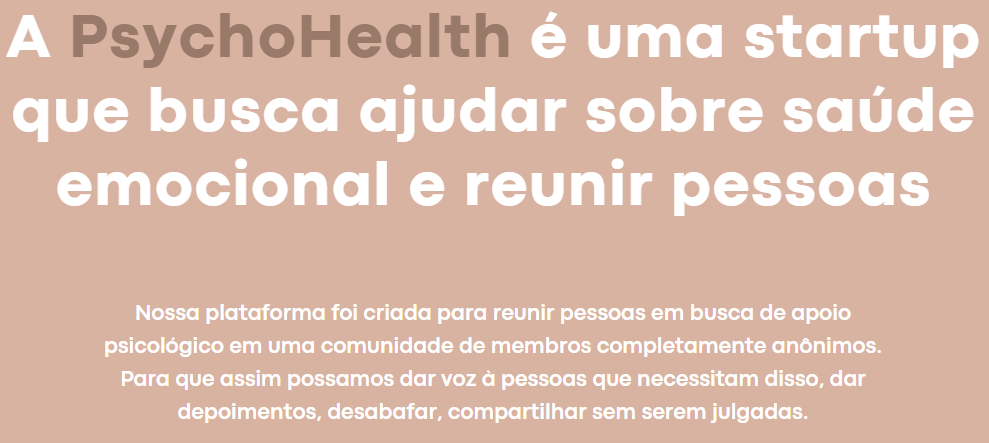 A PsychoHealth é uma startup
que busca ajudar sobre saúde
emocional e reunir pessoas
Nossa plataforma foi criada para reunir pessoas em busca de apoio
psicológico em uma comunidade de membros completamente anônimos.
Para que assim possamos dar voz à pessoas que necessitam disso, dar
depoimentos, desabafar, compartilhar sem serem julgadas.